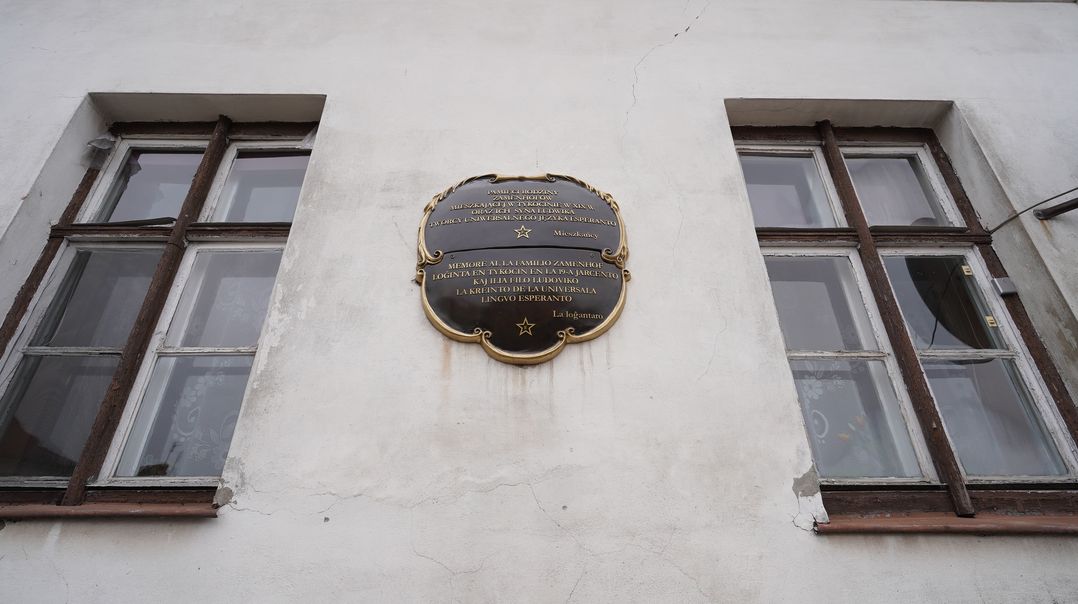 PAMIĘCI RODZINY
ZAMENHOFÓW
MIESZKAJĄCEJ W TYKOCINIE W XIX W.
ORAZ ICH SYNA LUDWIKA
TWÓRCY UNIWERSALNEGO JĘZYKA ESPERANTO
Mieszkańcy
MEMORE AL LA FAMILIO ZAMENHOF
LOĜINTA EN TYKOCIN EN LA 19-A JARCENTO
KAJ ILIA FILO LUDOVIKO
LA KREINTO DE LA UNIVERSALA
LINGVO ESPERANTO
La loĝantaro